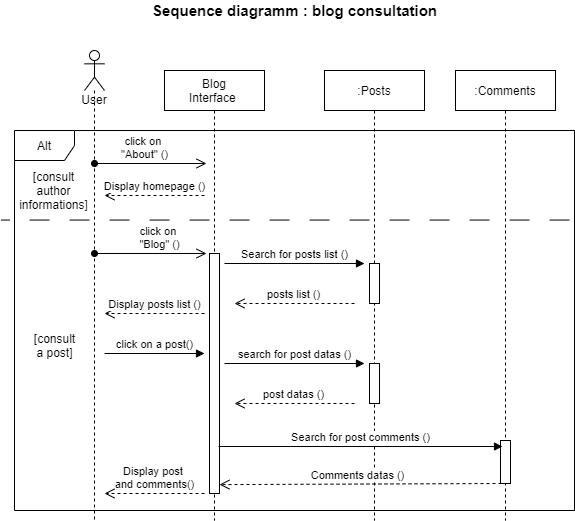 Sequence diagramm : blog consultation
User
Blog
Interface
:Posts
:Comments
Alt
click on
"About" ()
[consult
author
informations]
Display homepage ()
click on
"Blog" ()
Search for posts list ()
posts list ()
Display posts list ()
[consult
a post]
click on a post()
search for post datas ()
post datas ()
Search for post comments ()
Comments datas ()
Display post
and comments()